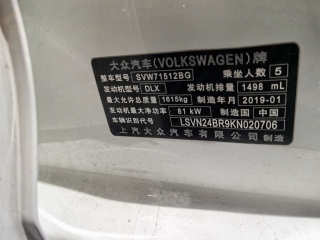 大众汽车(VOLKSWAGEN)牌
整车型号 SVW71512BG 乘坐人数 5
发动机型号 DLX 发动机排量 1498 mL
最大允许总质量 1615kg 制造年月 2019-01
发动机最大净功率 81 kW 制造国 中国
车辆识别代号 LSVN24BR9KN020706
上汽大众汽车有限公司 制造